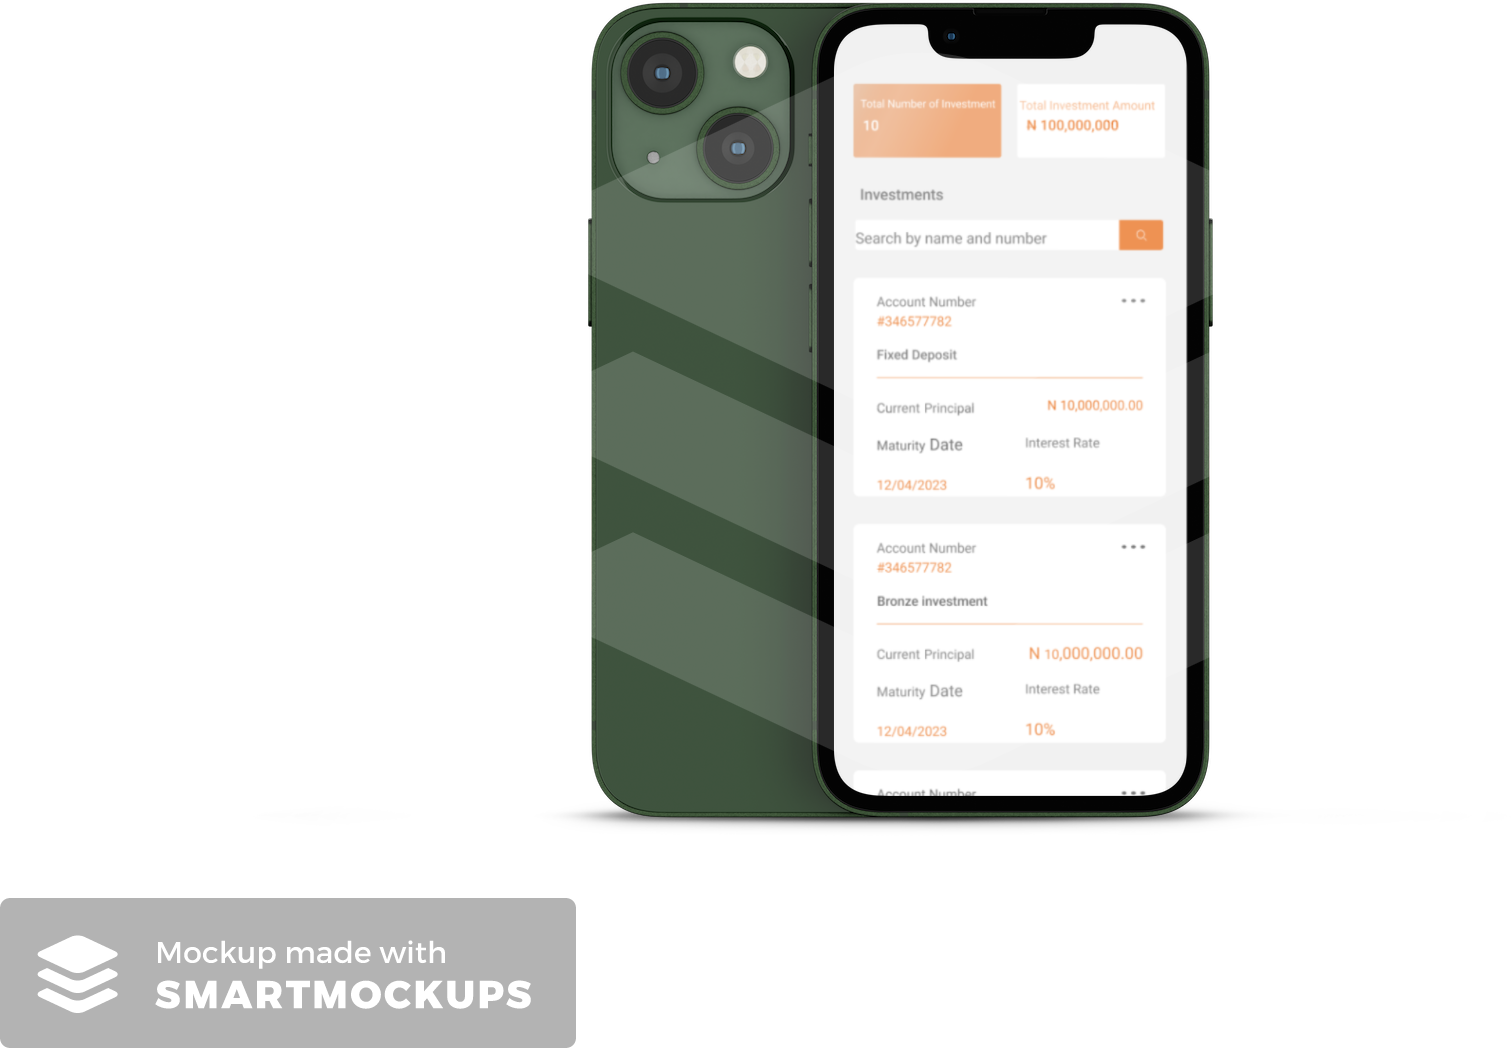 Total Number of Investment
10
Total Investment Amount
N 100,000,000
Investments
Search by name and number
Account Number
#346577782
Fixed Deposit
Current Principal N 10,000,000.00
Maturity Date Interest Rate
12/04/2023 10%
Account Number
#346577782
Bronze investment
Current Principal N 10,000,000.00
Maturity Date Interest Rate
12/04/2023 10%
Account Number
Mockup made with
SMARTMOCKUPS